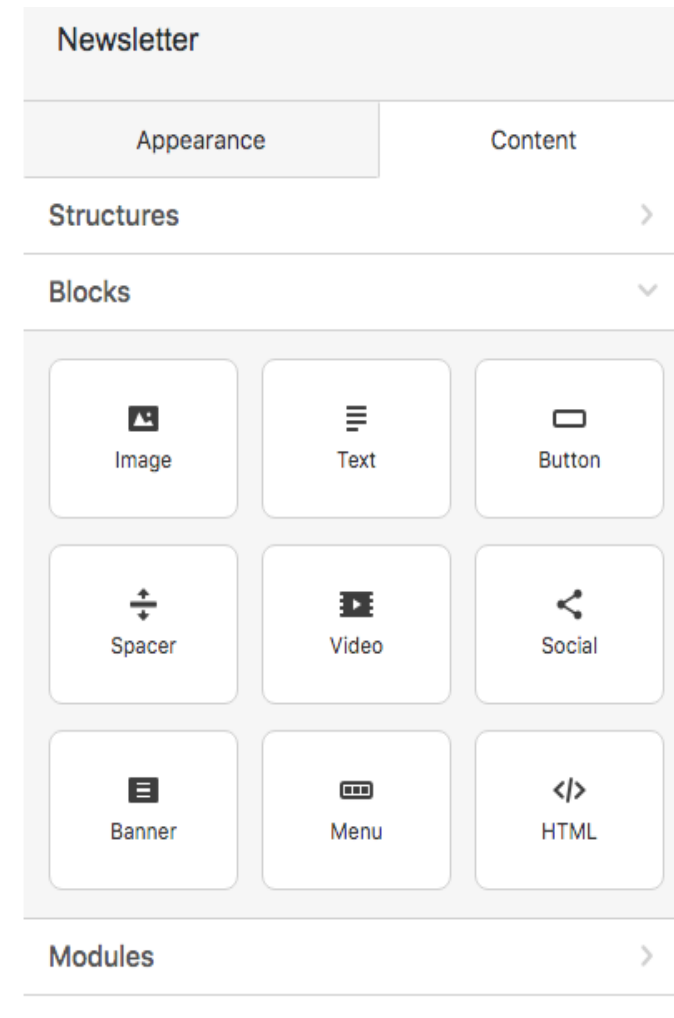 Newsletter
Appearance Content
Structures
Blocks
Image Text Button
Spacer Video Social
Banner Menu HTML
Modules